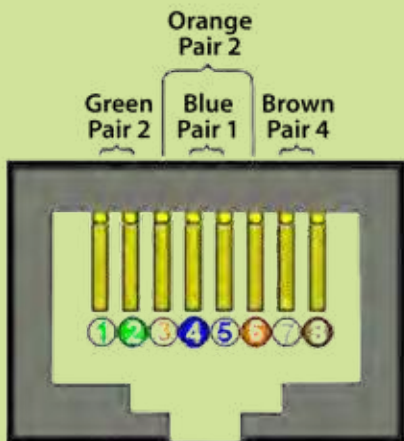 Orange
Pair 2
Green Blue Brown
Pair 2 Pair 1 Pair 4
1 2 3 4 5 6 7 8